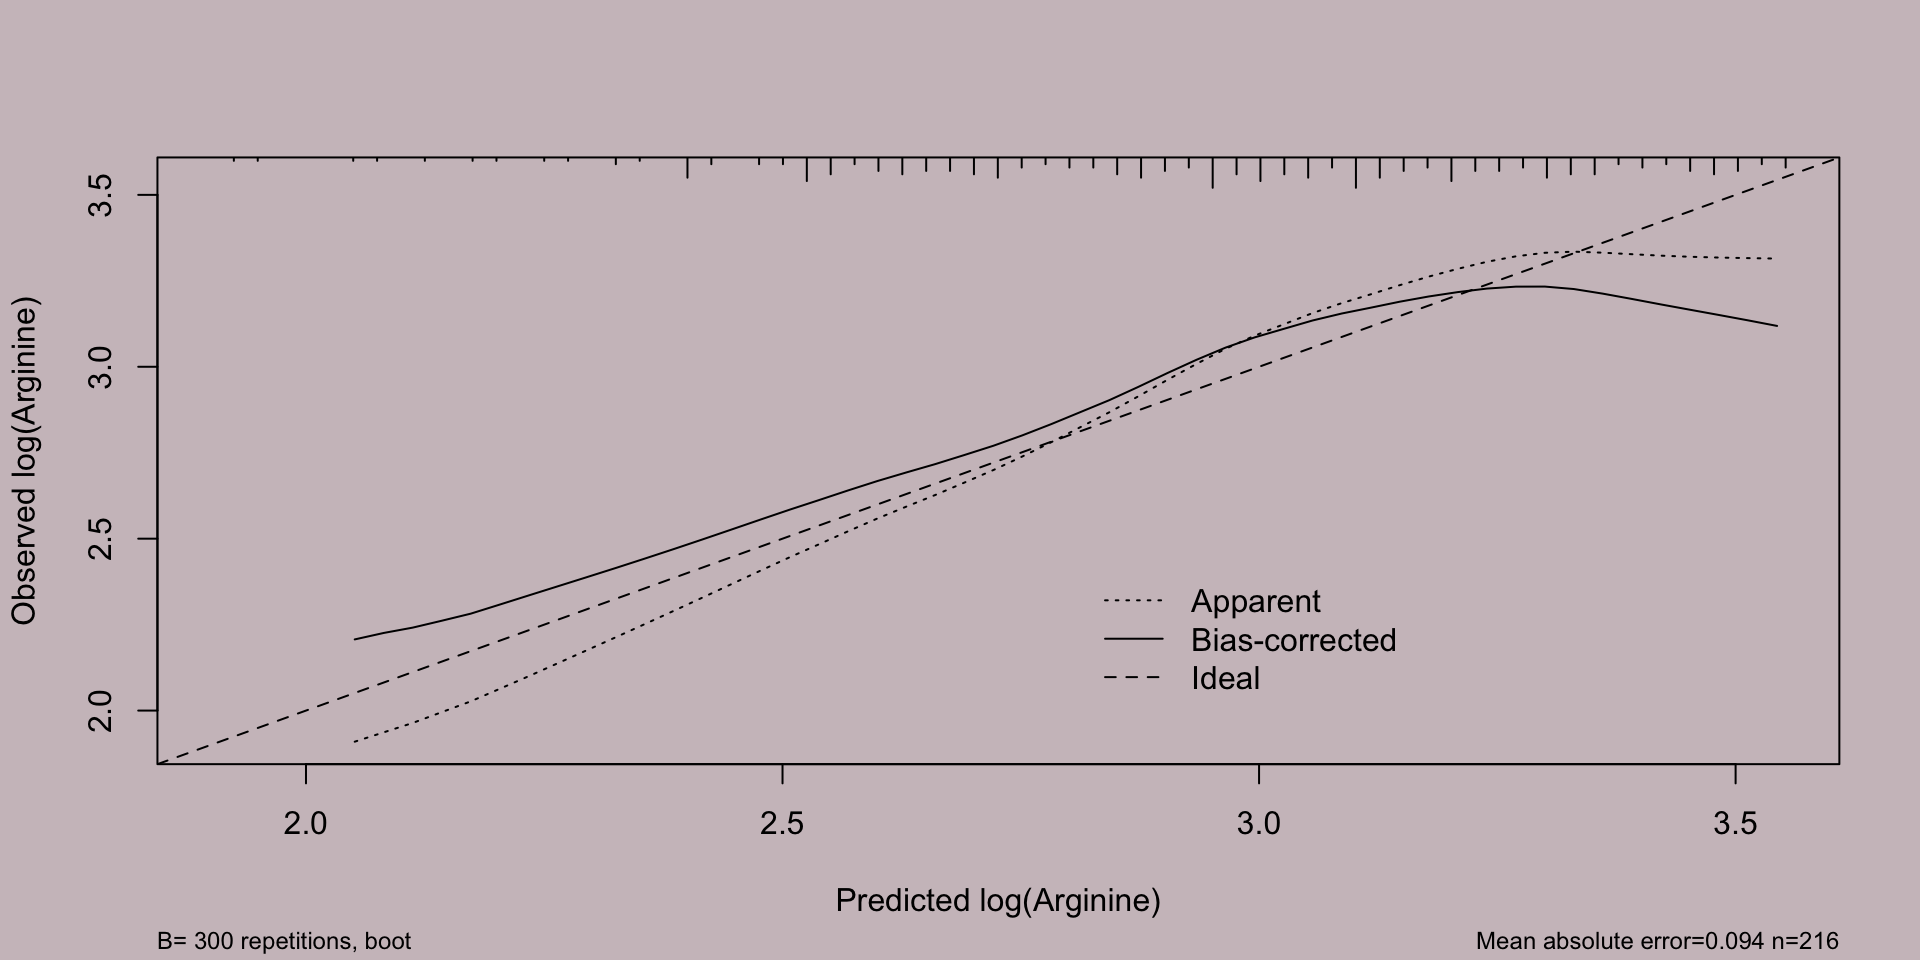 3.5
3.0
2.5
2.0
Observed log(Arginine)
Apparent
Bias-corrected
Ideal
2.0 2.5 3.0 3.5
Predicted log(Arginine)
B= 300 repetitions, boot
Mean absolute error=0.094 n=216